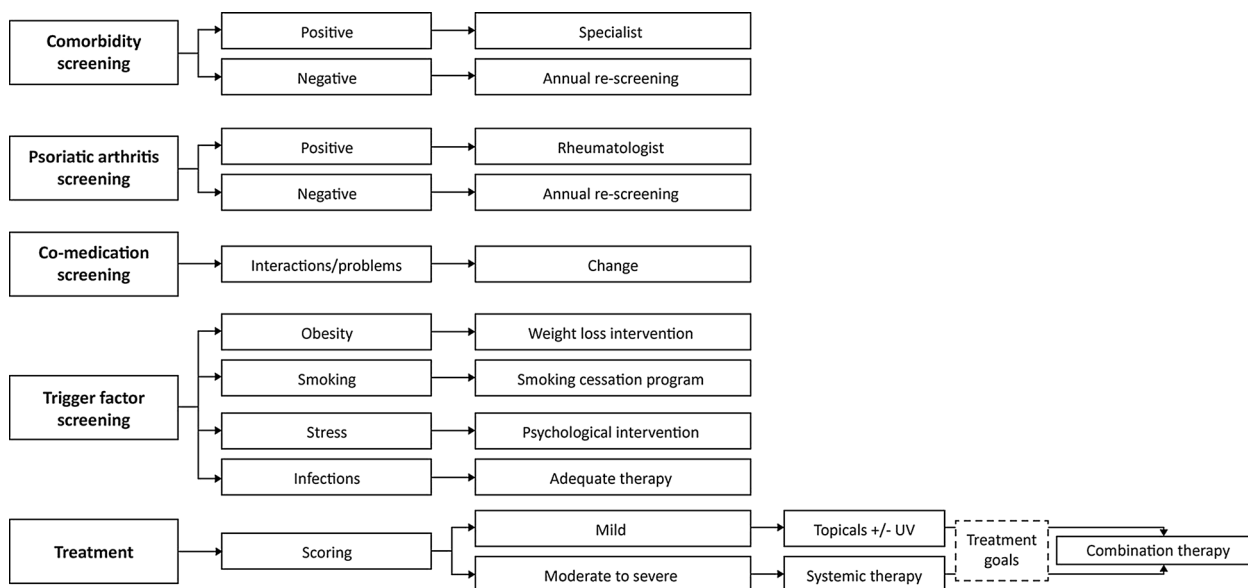 Comorbidity
screening
Positive
Specialist
Negative
Annual re-screening
Psoriatic arthritis
screening
Positive
Rheumatologist
Negative
Annual re-screening
Co-medication
screening
Interactions/problems
Change
Trigger factor
screening
Obesity
Weight loss intervention
Smoking
Smoking cessation program
Stress
Psychological intervention
Infections
Adequate therapy
Treatment
Scoring
Mild
Topicals +/- UV
Moderate to severe
Systemic therapy
Treatment
goals
Combination therapy